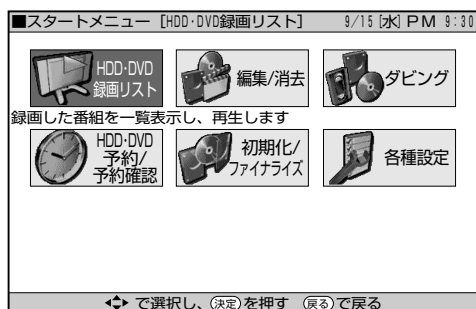 ■スタートメニュー [HDD･DVD録画リスト] 9/15 [水] PM 9:30
HDD･DVD
録画リスト
編集/消去
ダビング
録画した番組を一覧表示し、再生します
HDD･DVD
予約/
予約確認
初期化/
ファイナライズ
各種設定
で選択し、決定を押す 戻るで戻る